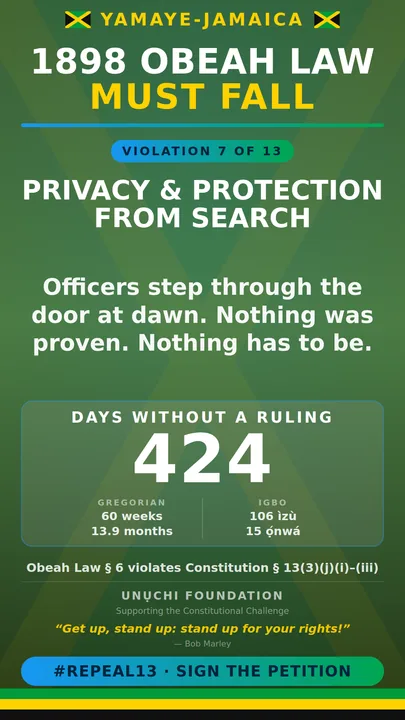 YAMAYE-JAMAICA
1898 OBEAH LAW
MUST FALL
VIOLATION 7 OF 13
PRIVACY & PROTECTION
FROM SEARCH
Officers step through the
door at dawn. Nothing was
proven. Nothing has to be.
DAYS WITHOUT A RULING
424
GREGORIAN
60 weeks
13.9 months
IGBO
106 ìzù
15 ọ́nwá
Obeah Law § 6 violates Constitution § 13(3)(j)(i)–(iii)
UNỤCHI FOUNDATION
Supporting the Constitutional Challenge
“Get up, stand up: stand up for your rights!”
— Bob Marley
#REPEAL13 · SIGN THE PETITION